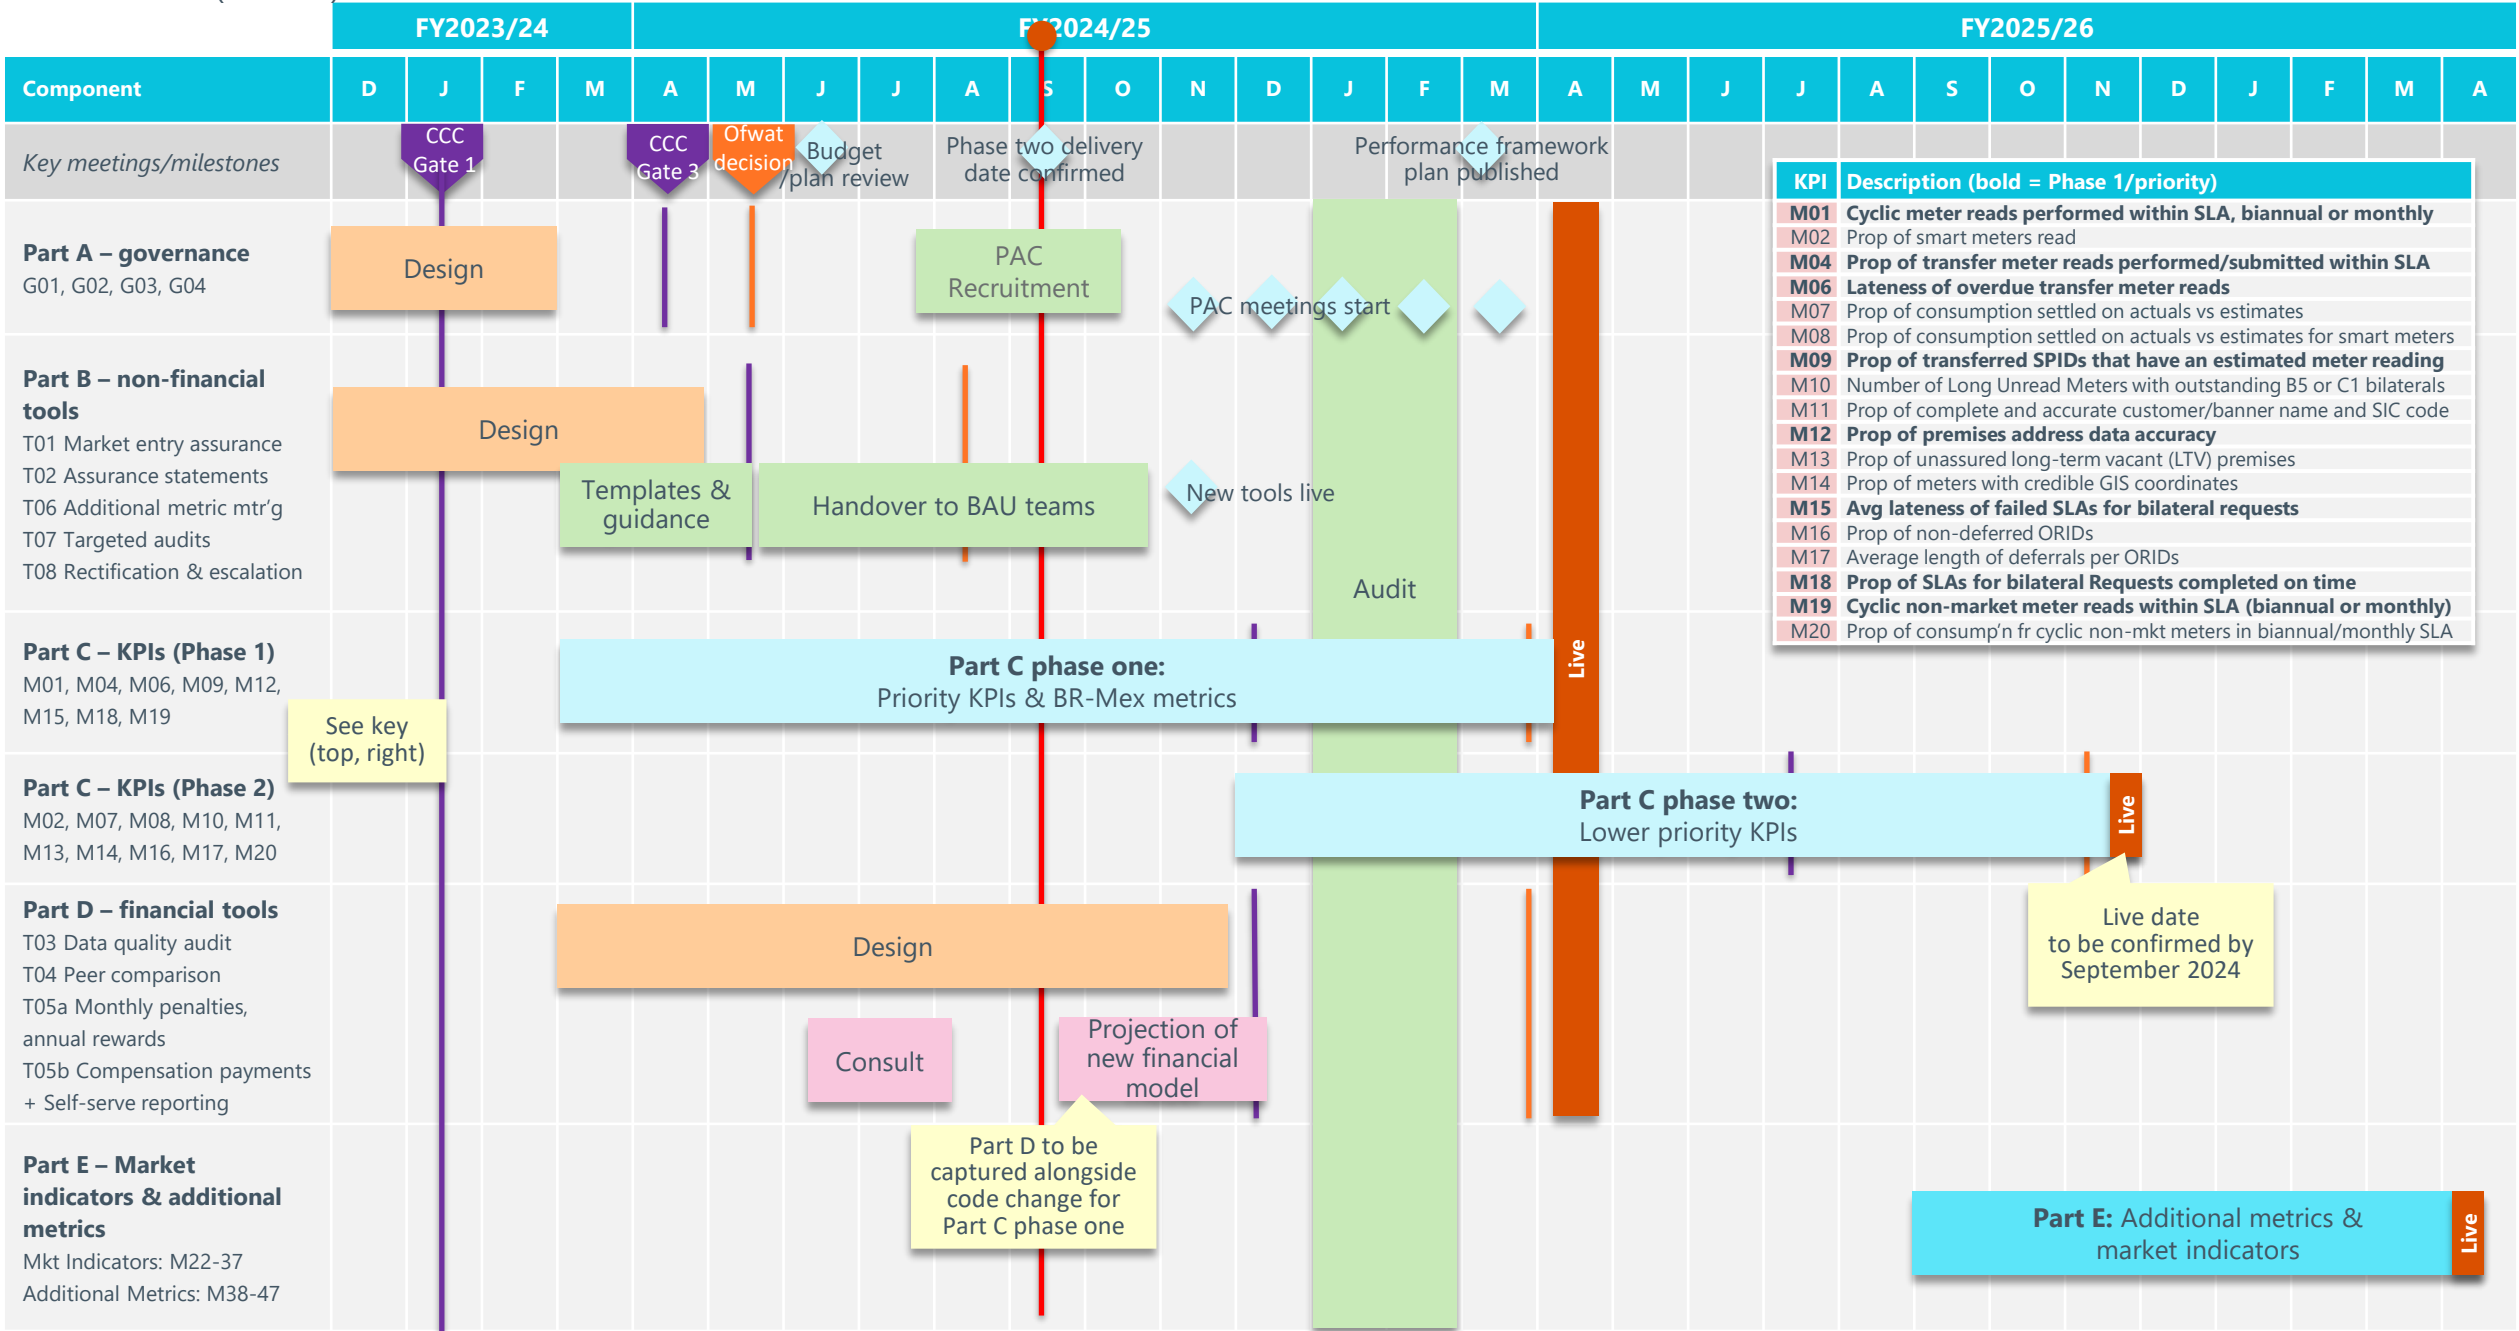 FY2023/24
FY2024/25
FY2025/26
Component
D J F M A M J J A S O N D J F M A M J J A S O N D J F M A
Key meetings/milestones
CCC
Gate 1
CCC
Gate 3
Ofwat
decision
Budget
/plan review
Phase two delivery
date confirmed
Performance framework
plan published
KPI Description (bold = Phase 1/priority)
M01 Cyclic meter reads performed within SLA, biannual or monthly
M02 Prop of smart meters read
M04 Prop of transfer meter reads performed/submitted within SLA
M06 Lateness of overdue transfer meter reads
M07 Prop of consumption settled on actuals vs estimates
M08 Prop of consumption settled on actuals vs estimates for smart meters
M09 Prop of transferred SPIDs that have an estimated meter reading
M10 Number of Long Unread Meters with outstanding B5 or C1 bilaterals
M11 Prop of complete and accurate customer/banner name and SIC code
M12 Prop of premises address data accuracy
M13 Prop of unassured long-term vacant (LTV) premises
M14 Prop of meters with credible GIS coordinates
M15 Avg lateness of failed SLAs for bilateral requests
M16 Prop of non-deferred ORIDs
M17 Average length of deferrals per ORIDs
M18 Prop of SLAs for bilateral Requests completed on time
M19 Cyclic non-market meter reads within SLA (biannual or monthly)
M20 Prop of consump'n fr cyclic non-mkt meters in biannual/monthly SLA
Part A – governance
G01, G02, G03, G04
Design
PAC
Recruitment
PAC meetings start
Part B – non-financial
tools
T01 Market entry assurance
T02 Assurance statements
T06 Additional metric mtr'g
T07 Targeted audits
T08 Rectification & escalation
Design
Templates &
guidance
Handover to BAU teams
New tools live
Audit
Live
Part C – KPIs (Phase 1)
M01, M04, M06, M09, M12,
M15, M18, M19
See key
(top, right)
Part C phase one:
Priority KPIs & BR-Mex metrics
Part C – KPIs (Phase 2)
M02, M07, M08, M10, M11,
M13, M14, M16, M17, M20
Part C phase two:
Lower priority KPIs
Live
Live date
to be confirmed by
September 2024
Part D – financial tools
T03 Data quality audit
T04 Peer comparison
T05a Monthly penalties,
annual rewards
T05b Compensation payments
+ Self-serve reporting
Design
Consult
Projection of
new financial
model
Part D to be
captured alongside
code change for
Part C phase one
Part E – Market
indicators & additional
metrics
Mkt Indicators: M22-37
Additional Metrics: M38-47
Part E: Additional metrics &
market indicators
Live